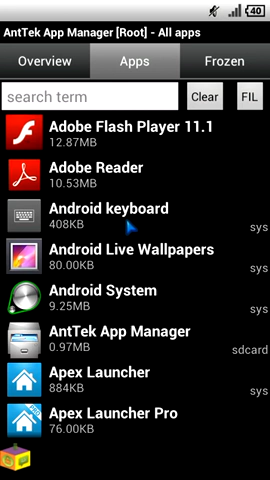 40
AntTek App Manager [Root] - All apps
Overview Apps Frozen
search term Clear FIL
Adobe Flash Player 11.1
12.87MB
Adobe Reader
10.53MB
Android keyboard
408KB sys
Android Live Wallpapers
80.00KB sys
Android System
9.25MB sys
AntTek App Manager
0.97MB sdcard
Apex Launcher
884KB sys
Apex Launcher Pro
76.00KB sys